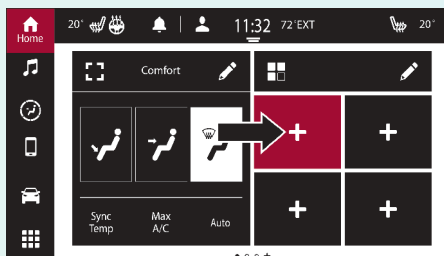 20° 11:32 72°EXT 20°
Home
Comfort
Sync Temp
Max A/C
Auto